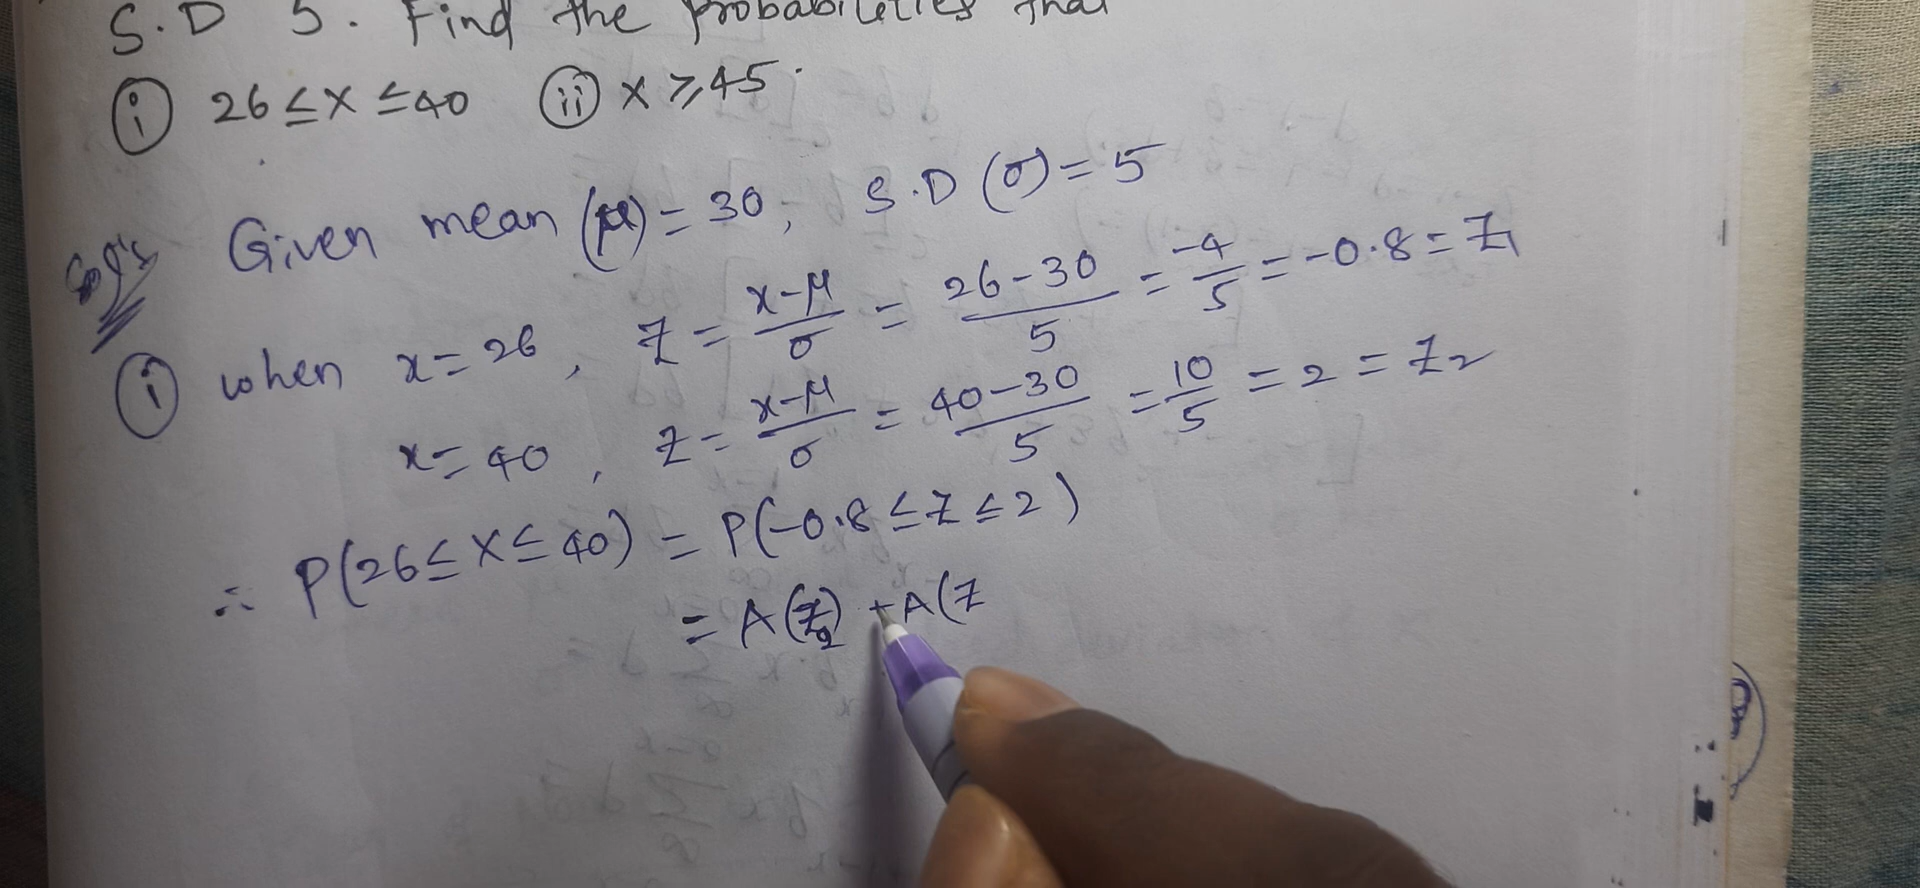 S.D 5. Find the probabilities that
(i) 26 ≤ X ≤ 40 (ii) X ≥ 45.
Sol's Given mean (μ) = 30, S.D (σ) = 5
(i) when x = 26, Z = x-μ/σ = 26-30/5 = -4/5 = -0.8 = Z1
x = 40, Z = x-μ/σ = 40-30/5 = 10/5 = 2 = Z2
∴ P(26 ≤ X ≤ 40) = P(-0.8 ≤ Z ≤ 2)
= A(Z2) + A(Z